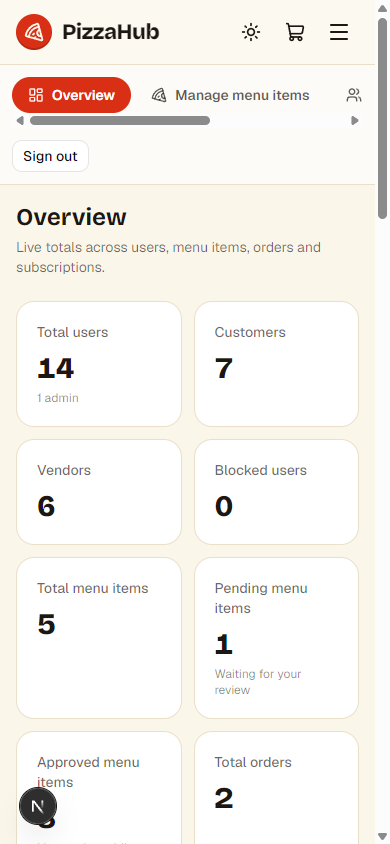 PizzaHub
Overview
Manage menu items
Sign out
Overview
Live totals across users, menu items, orders and
subscriptions.
Total users
14
1 admin
Customers
7
Vendors
6
Blocked users
0
Total menu items
5
Pending menu
items
1
Waiting for your
review
Approved menu
items
Total orders
2
N